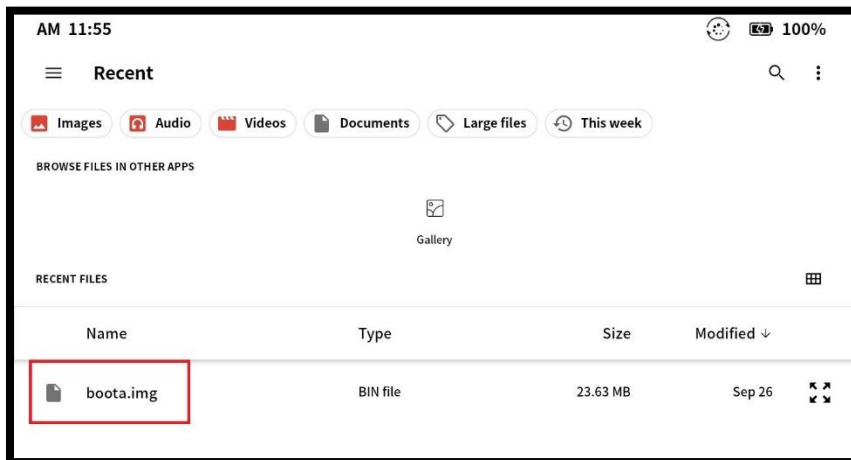 AM 11:55 100%
Recent
Images Audio Videos Documents Large files This week
BROWSE FILES IN OTHER APPS
Gallery
RECENT FILES
Name Type Size Modified ↓
boota.img BIN file 23.63 MB Sep 26